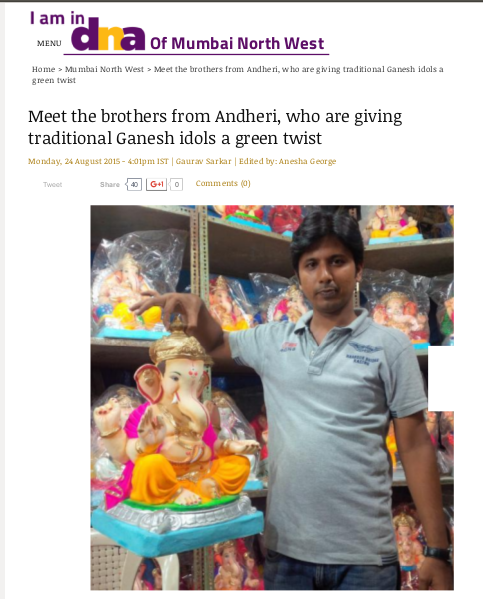 I am in
MENU dna Of Mumbai North West
Home > Mumbai North West > Meet the brothers from Andheri, who are giving traditional Ganesh idols a
green twist
Meet the brothers from Andheri, who are giving
traditional Ganesh idols a green twist
Monday, 24 August 2015 - 4:01pm IST | Gaurav Sarkar | Edited by: Anesha George
Tweet Share 40 G+1 0 Comments (0)